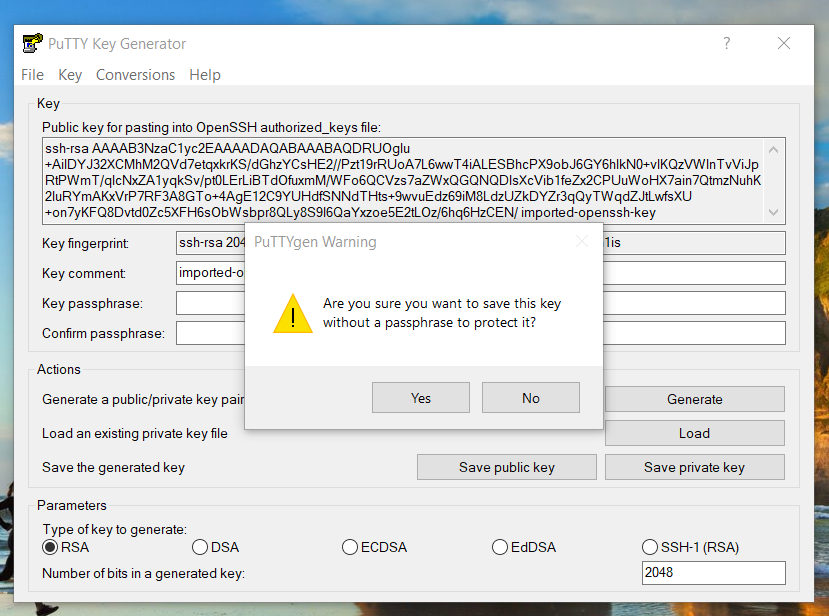 PuTTY Key Generator
?
File Key Conversions Help
Key
Public key for pasting into OpenSSH authorized_keys file:
ssh-rsa AAAAB3NzaC1yc2EAAAADAQABAAABAQDRUOglu
+AilDYJ32XCMhM2QVd7etqxkrKS/dGhzYCsHE2//Pzt19rRUoA7L6wwT4iALESBhcPX9obJ6GY6hIkN0+vlKQzVWInTvViJp
RtPWmT/qlcNxZA1yqkSv/pt0LErLiBTdOfuxmM/WFo6QCVzs7aZWxQGQNQDIsXcVib1feZx2CPUuWoHX7ain7QtmzNuhK
2luRYmAKxVrP7RF3A8GTo+4AgE12C9YUHdfSNNdTHts+9wvuEdz69iM8LdzUZkDYZr3qQyTWqdZJtLwfsXU
+on7yKFQ8Dvtd0Zc5XFH6sObWsbpr8QLy8S9l6QaYxzoe5E2tLOz/6hq6HzCEN/ imported-openssh-key
Key fingerprint:
ssh-rsa 204
1is
Key comment:
imported-o
Key passphrase:
Confirm passphrase:
PuTTYgen Warning
Are you sure you want to save this key
without a passphrase to protect it?
Yes
No
Actions
Generate a public/private key pair
Generate
Load an existing private key file
Load
Save the generated key
Save public key
Save private key
Parameters
Type of key to generate:
RSA
DSA
ECDSA
EdDSA
SSH-1 (RSA)
Number of bits in a generated key:
2048